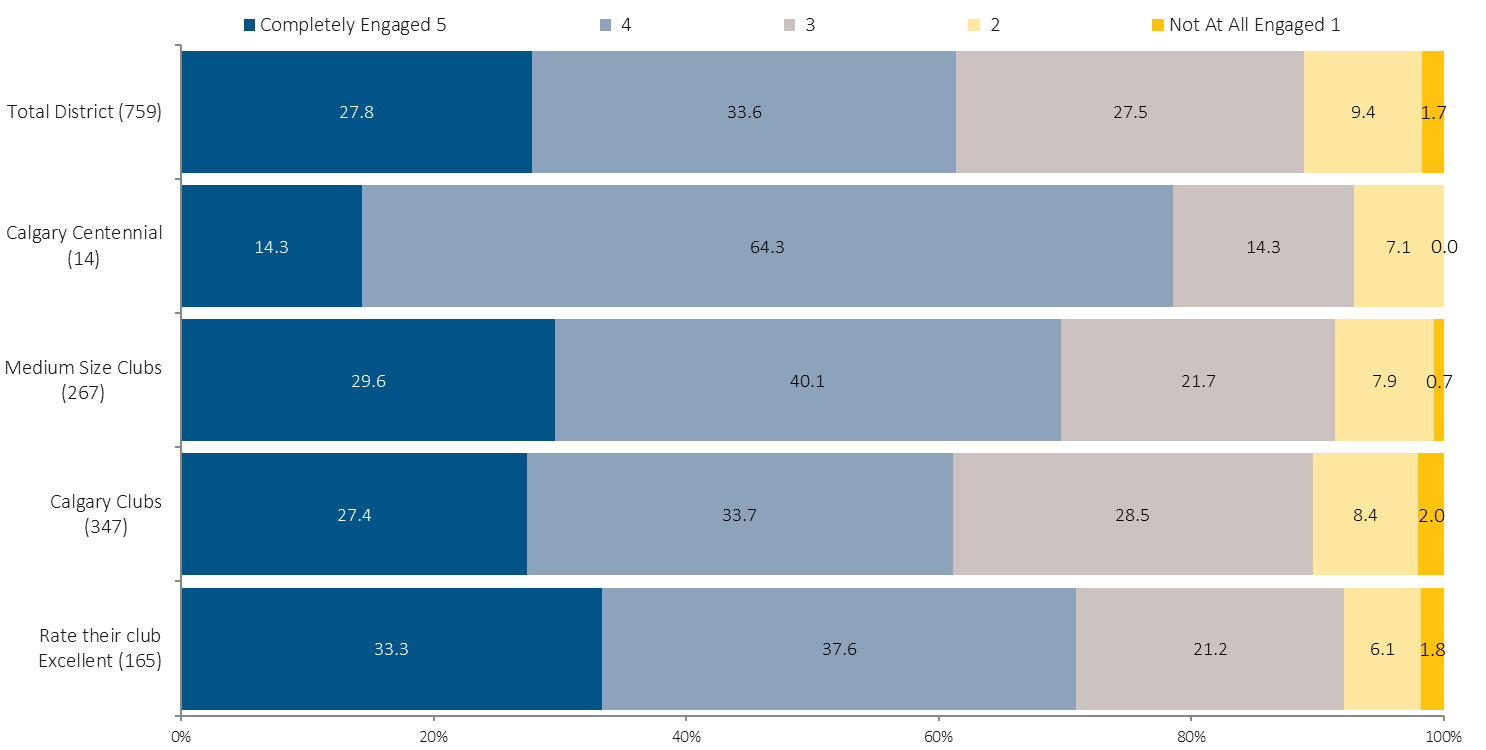 Completely Engaged 5 4 3 2 Not At All Engaged 1
Total District (759) 27.8 33.6 27.5 9.4 1.7
Calgary Centennial
(14) 14.3 64.3 14.3 7.1 0.0
Medium Size Clubs
(267) 29.6 40.1 21.7 7.9 0.7
Calgary Clubs
(347) 27.4 33.7 28.5 8.4 2.0
Rate their club
Excellent (165) 33.3 37.6 21.2 6.1 1.8
0% 20% 40% 60% 80% 100%